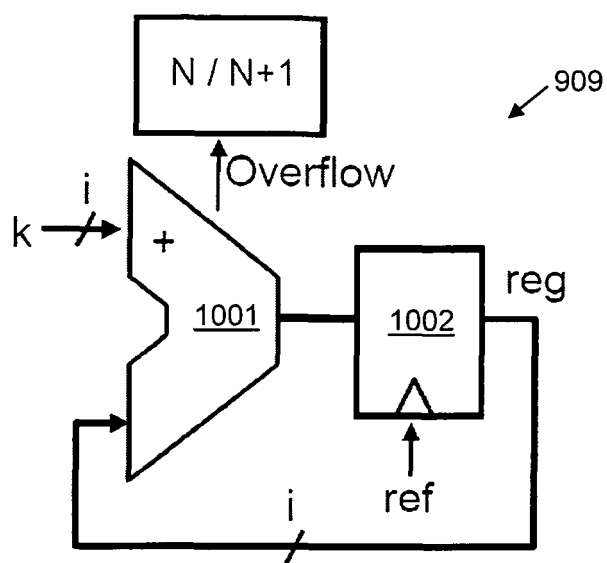 N / N+1
909
Overflow
i
k
+
reg
1001
1002
ref
i